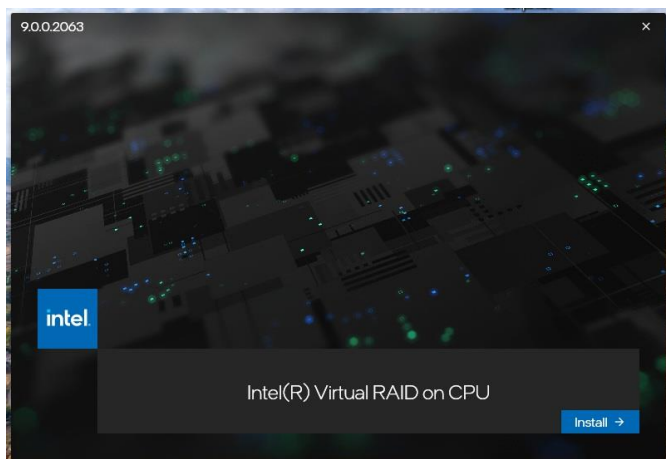 9.0.0.2063
intel.
Intel(R) Virtual RAID on CPU
Install →